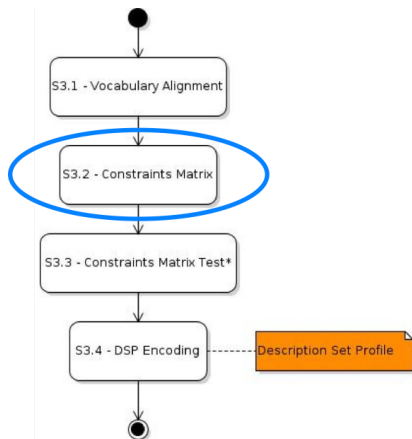 S3.1 - Vocabulary Alignment
S3.2 - Constraints Matrix
S3.3 - Constraints Matrix Test*
S3.4 - DSP Encoding
Description Set Profile